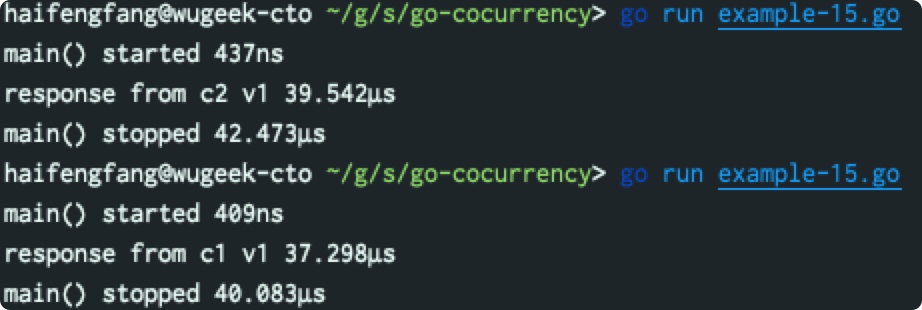 haifengfang@wugeek-cto ~/g/s/go-cocurrency> go run example-15.go
main() started 437ns
response from c2 v1 39.542µs
main() stopped 42.473µs
haifengfang@wugeek-cto ~/g/s/go-cocurrency> go run example-15.go
main() started 409ns
response from c1 v1 37.298µs
main() stopped 40.083µs